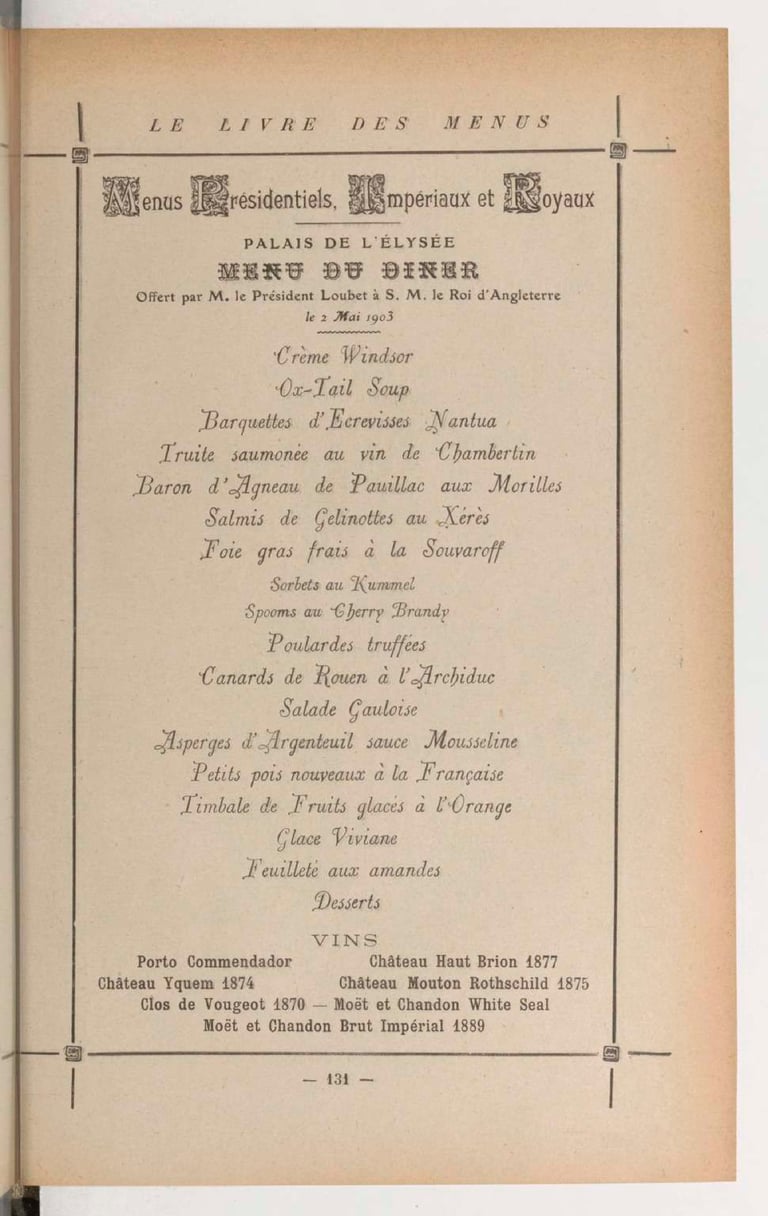 LE LIVRE DES MENUS
Menus Présidentiels, Impériaux et Royaux
PALAIS DE L'ÉLYSÉE
MENU DU DINER
Offert par M. le Président Loubet à S. M. le Roi d'Angleterre
le 2 Mai 1903
Crème Windsor
Ox-Tail Soup
Barquettes d'Ecrevisses Nantua
Truite saumonée au vin de Chambertin
Baron d'Agneau de Pauillac aux Morilles
Salmis de Gelinottes au Xérès
Foie gras frais à la Souvaroff
Sorbets au Kummel
Spooms au Cherry Brandy
Poulardes truffées
Canards de Rouen à l'Archiduc
Salade Gauloise
Asperges d'Argenteuil sauce Mousseline
Petits pois nouveaux à la Française
Timbale de Fruits glacés à l'Orange
Glace Viviane
Feuilleté aux amandes
Desserts
VINS
Porto Commendador Château Haut Brion 1877
Château Yquem 1874 Château Mouton Rothschild 1875
Clos de Vougeot 1870 — Moët et Chandon White Seal
Moët et Chandon Brut Impérial 1889
— 131 —